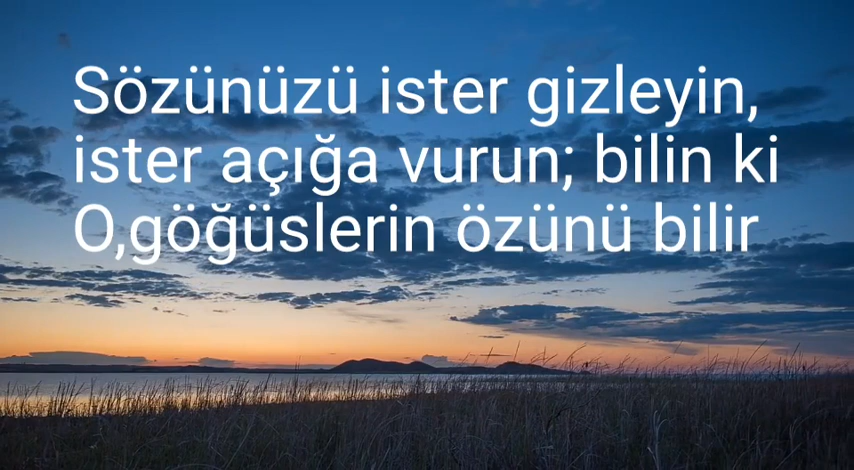 Sözünüzü ister gizleyin,
ister açığa vurun; bilin ki
O,göğüslerin özünü bilir